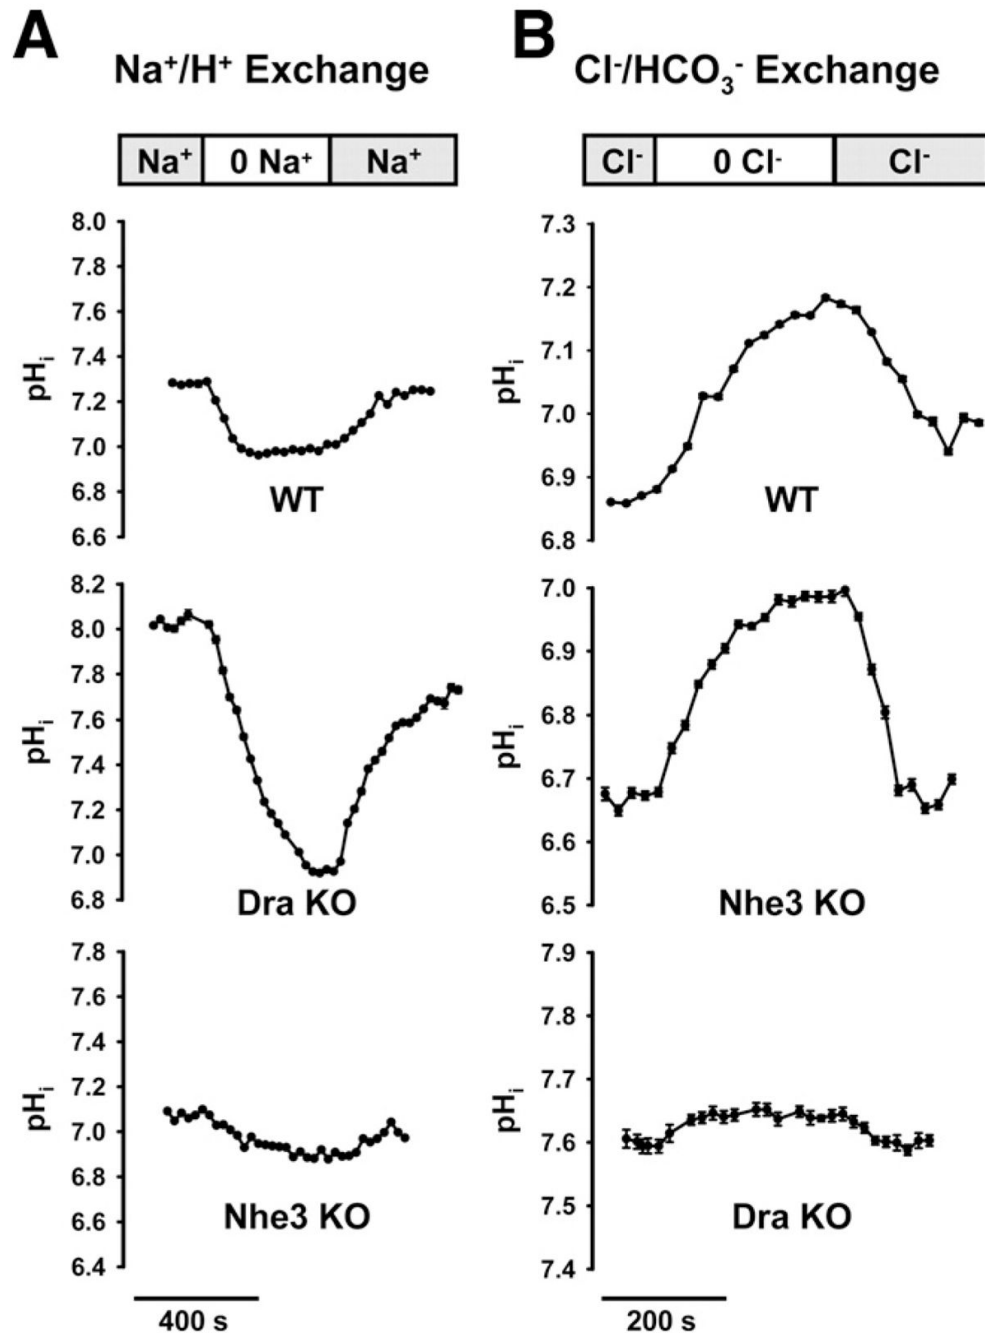 A
B
Na⁺/H⁺ Exchange
Cl⁻/HCO₃⁻ Exchange
Na⁺ 0 Na⁺ Na⁺
Cl⁻ 0 Cl⁻ Cl⁻
8.0
7.8
7.6
7.4
7.2
7.0
6.8
6.6
pHᵢ
WT
7.3
7.2
7.1
7.0
6.9
6.8
pHᵢ
WT
8.2
8.0
7.8
7.6
7.4
7.2
7.0
6.8
pHᵢ
Dra KO
7.0
6.9
6.8
6.7
6.6
6.5
pHᵢ
Nhe3 KO
7.8
7.6
7.4
7.2
7.0
6.8
6.6
6.4
pHᵢ
Nhe3 KO
400 s
7.9
7.8
7.7
7.6
7.5
7.4
pHᵢ
Dra KO
200 s